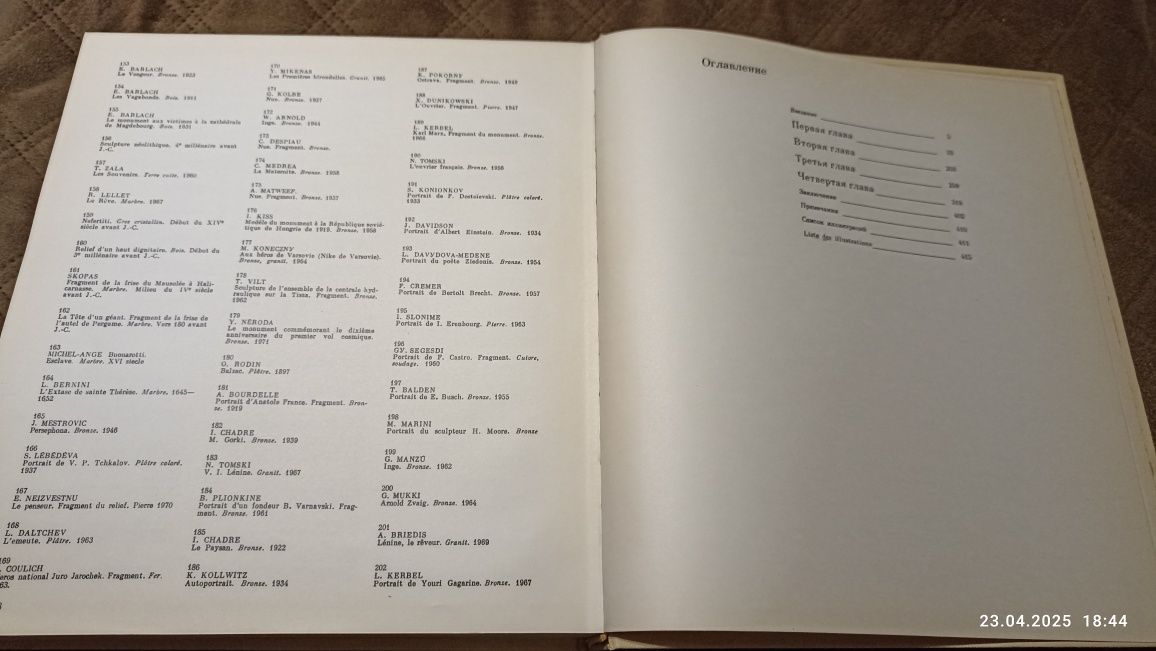 153
E. BARLACH
Le Vengeur. Bronze. 1923
154
E. BARLACH
Les Vagabonds. Bois. 1911
155
E. BARLACH
Le monument aux victimes à la cathédrale
de Magdebourg. Bois. 1931
156
Sculpture néolithique. 4e millénaire avant
J.-C.
157
T. ZALA
Les Souvenirs. Terre cuite. 1960
158
R. LELLET
Le Rêve. Marbre. 1967
159
Nefertiti. Grès cristallin. Début du XIVe
siècle avant J.-C.
160
Relief d'un haut dignitaire. Bois. Début du
3e millénaire avant J.-C.
161
SKOPAS
Fragment de la frise du Mausolée à Hali-
carnasse. Marbre. Milieu du IVe siècle
avant J.-C.
162
La Tête d'un géant. Fragment de la frise de
l'autel de Pergame. Marbre. Vers 180 avant
J.-C.
163
MICHEL-ANGE Buonarotti.
Esclave. Marbre. XVI siècle
164
L. BERNINI
L'Extase de sainte Thérèse. Marbre. 1645—
1652
165
J. MESTROVIC
Persephona. Bronze. 1946
166
S. LÉBÉDÉVA
Portrait de V. P. Tchkalov. Plâtre coloré.
1937
167
E. NEIZVESTNU
Le penseur. Fragment du relief. Pierre 1970
168
L. DALTCHEV
L'emeute. Plâtre. 1963
169
COULICH
eros national Juro Jarochek. Fragment. Fer.
63.
170
Y. MIKENAS
Les Premières hirondelles. Granit. 1965
171
G. KOLBE
Nue. Bronze. 1927
172
W. ARNOLD
Inge. Bronze. 1941
173
C. DESPIAU
Nue. Fragment. Bronze.
174
C. MEDREA
La Maternité. Bronze. 1958
175
A. MATWEEF.
Nue. Fragment. Bronze. 1937
176
I. KISS
Modèle du monument à la République sovié-
tique de Hongrie de 1919. Bronze. 1956
177
M. KONECZNY
Aux héros de Varsovie (Nike de Varsovie).
Bronze, granit. 1964
178
T. VILT
Sculpture de l'ensemble de la centrale hyd-
raulique sur la Tissa. Fragment. Bronze.
1962
179
Y. NÉRODA
Le monument commémorant le dixième
anniversaire du premier vol cosmique.
Bronze. 1971
180
O. RODIN
Balzac. Plâtre. 1897
181
A. BOURDELLE
Portrait d'Anatole France. Fragment. Bron-
ze. 1919
182
I. CHADRE
M. Gorki. Bronze. 1939
183
N. TOMSKI
V. I. Lénine. Granit. 1967
184
B. PLIONKINE
Portrait d'un fondeur B. Varnavski. Frag-
ment. Bronze. 1961
185
I. CHADRE
Le Paysan. Bronze. 1922
186
K. KOLLWITZ
Autoportrait. Bronze. 1934
187
K. POKORNY
Ostrava. Fragment. Bronze. 1949
188
X. DUNIKOWSKI
L'Ouvrier. Fragment. Pierre. 1947
189
L. KERBEL
Karl Marx, Fragment du monument. Bronze.
190
N. TOMSKI
L'ouvrier français. Bronze. 1956
191
S. KONIONKOV
Portrait de F. Dostoïevski. Plâtre coloré.
1933
192
J. DAVIDSON
Portrait d'Albert Einstein. Bronze. 1934
193
L. DAVYDOVA-MEDENE
Portrait du poète Ziedonis. Bronze. 1954
194
F. CREMER
Portrait de Bertolt Brecht. Bronze. 1957
195
I. SLONIME
Portrait de I. Erenbourg. Pierre. 1963
196
GY. SEGESDI
Portrait de F. Castro. Fragment. Cuivre,
soudage. 1960
197
T. BALDEN
Portrait de E. Busch. Bronze. 1955
198
M. MARINI
Portrait du sculpteur H. Moore. Bronze
199
G. MANZÙ
Inge. Bronze. 1962
200
G. MUKKI
Arnold Zvaig. Bronze. 1964
201
A. BRIEDIS
Lénine, le rêveur. Granit. 1969
202
L. KERBEL
Portrait de Youri Gagarine. Bronze. 1967
Оглавление
Введение 5
Первая глава
Вторая глава
Третья глава
Четвертая глава
Заключение
Примечания
Список иллюстраций
Liste des illustrations
23.04.2025 18:44